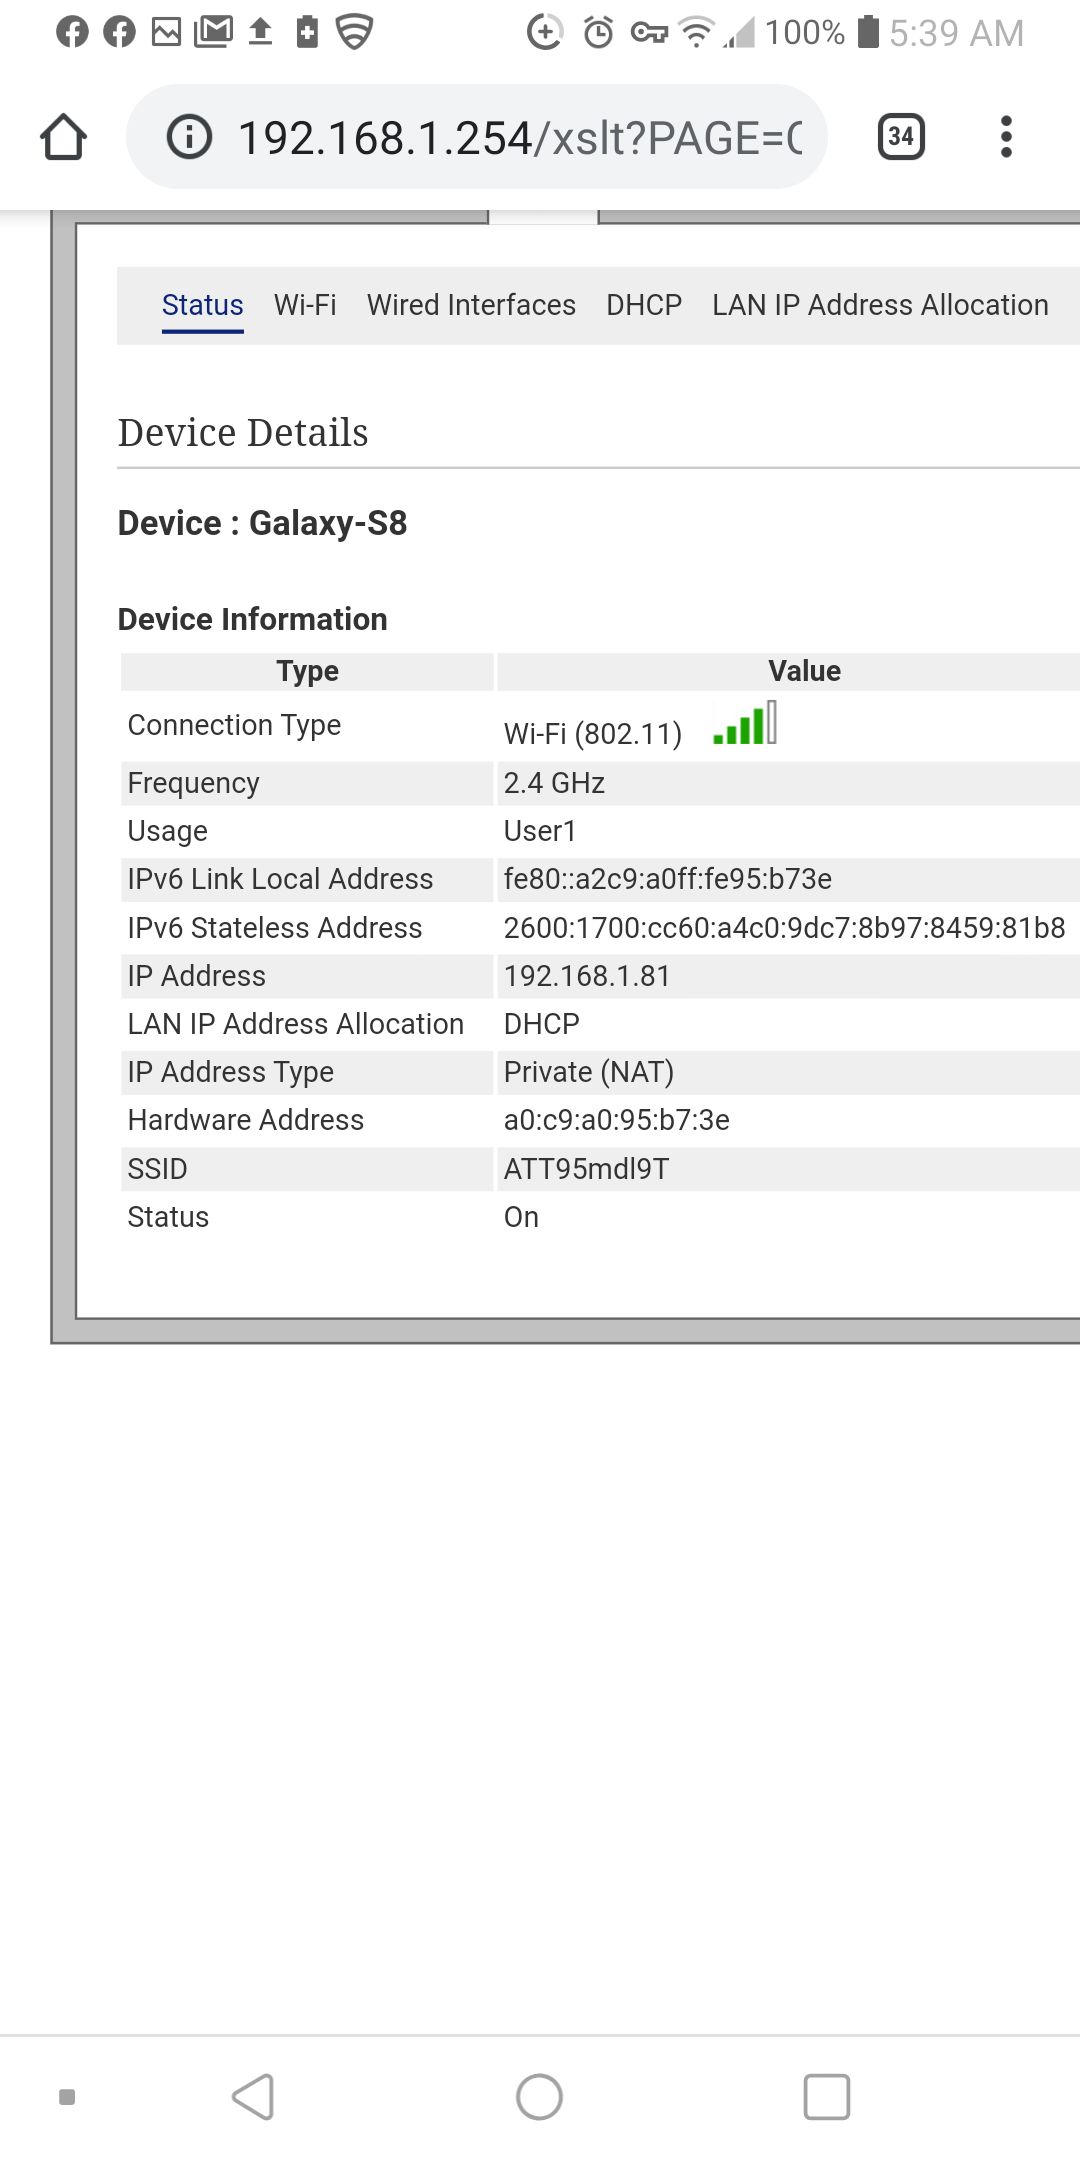 100% 5:39 AM
192.168.1.254/xslt?PAGE=
34
Status Wi-Fi Wired Interfaces DHCP LAN IP Address Allocation
Device Details
Device : Galaxy-S8
Device Information
Type Value
Connection Type Wi-Fi (802.11)
Frequency 2.4 GHz
Usage User1
IPv6 Link Local Address fe80::a2c9:a0ff:fe95:b73e
IPv6 Stateless Address 2600:1700:cc60:a4c0:9dc7:8b97:8459:81b8
IP Address 192.168.1.81
LAN IP Address Allocation DHCP
IP Address Type Private (NAT)
Hardware Address a0:c9:a0:95:b7:3e
SSID ATT95mdl9T
Status On